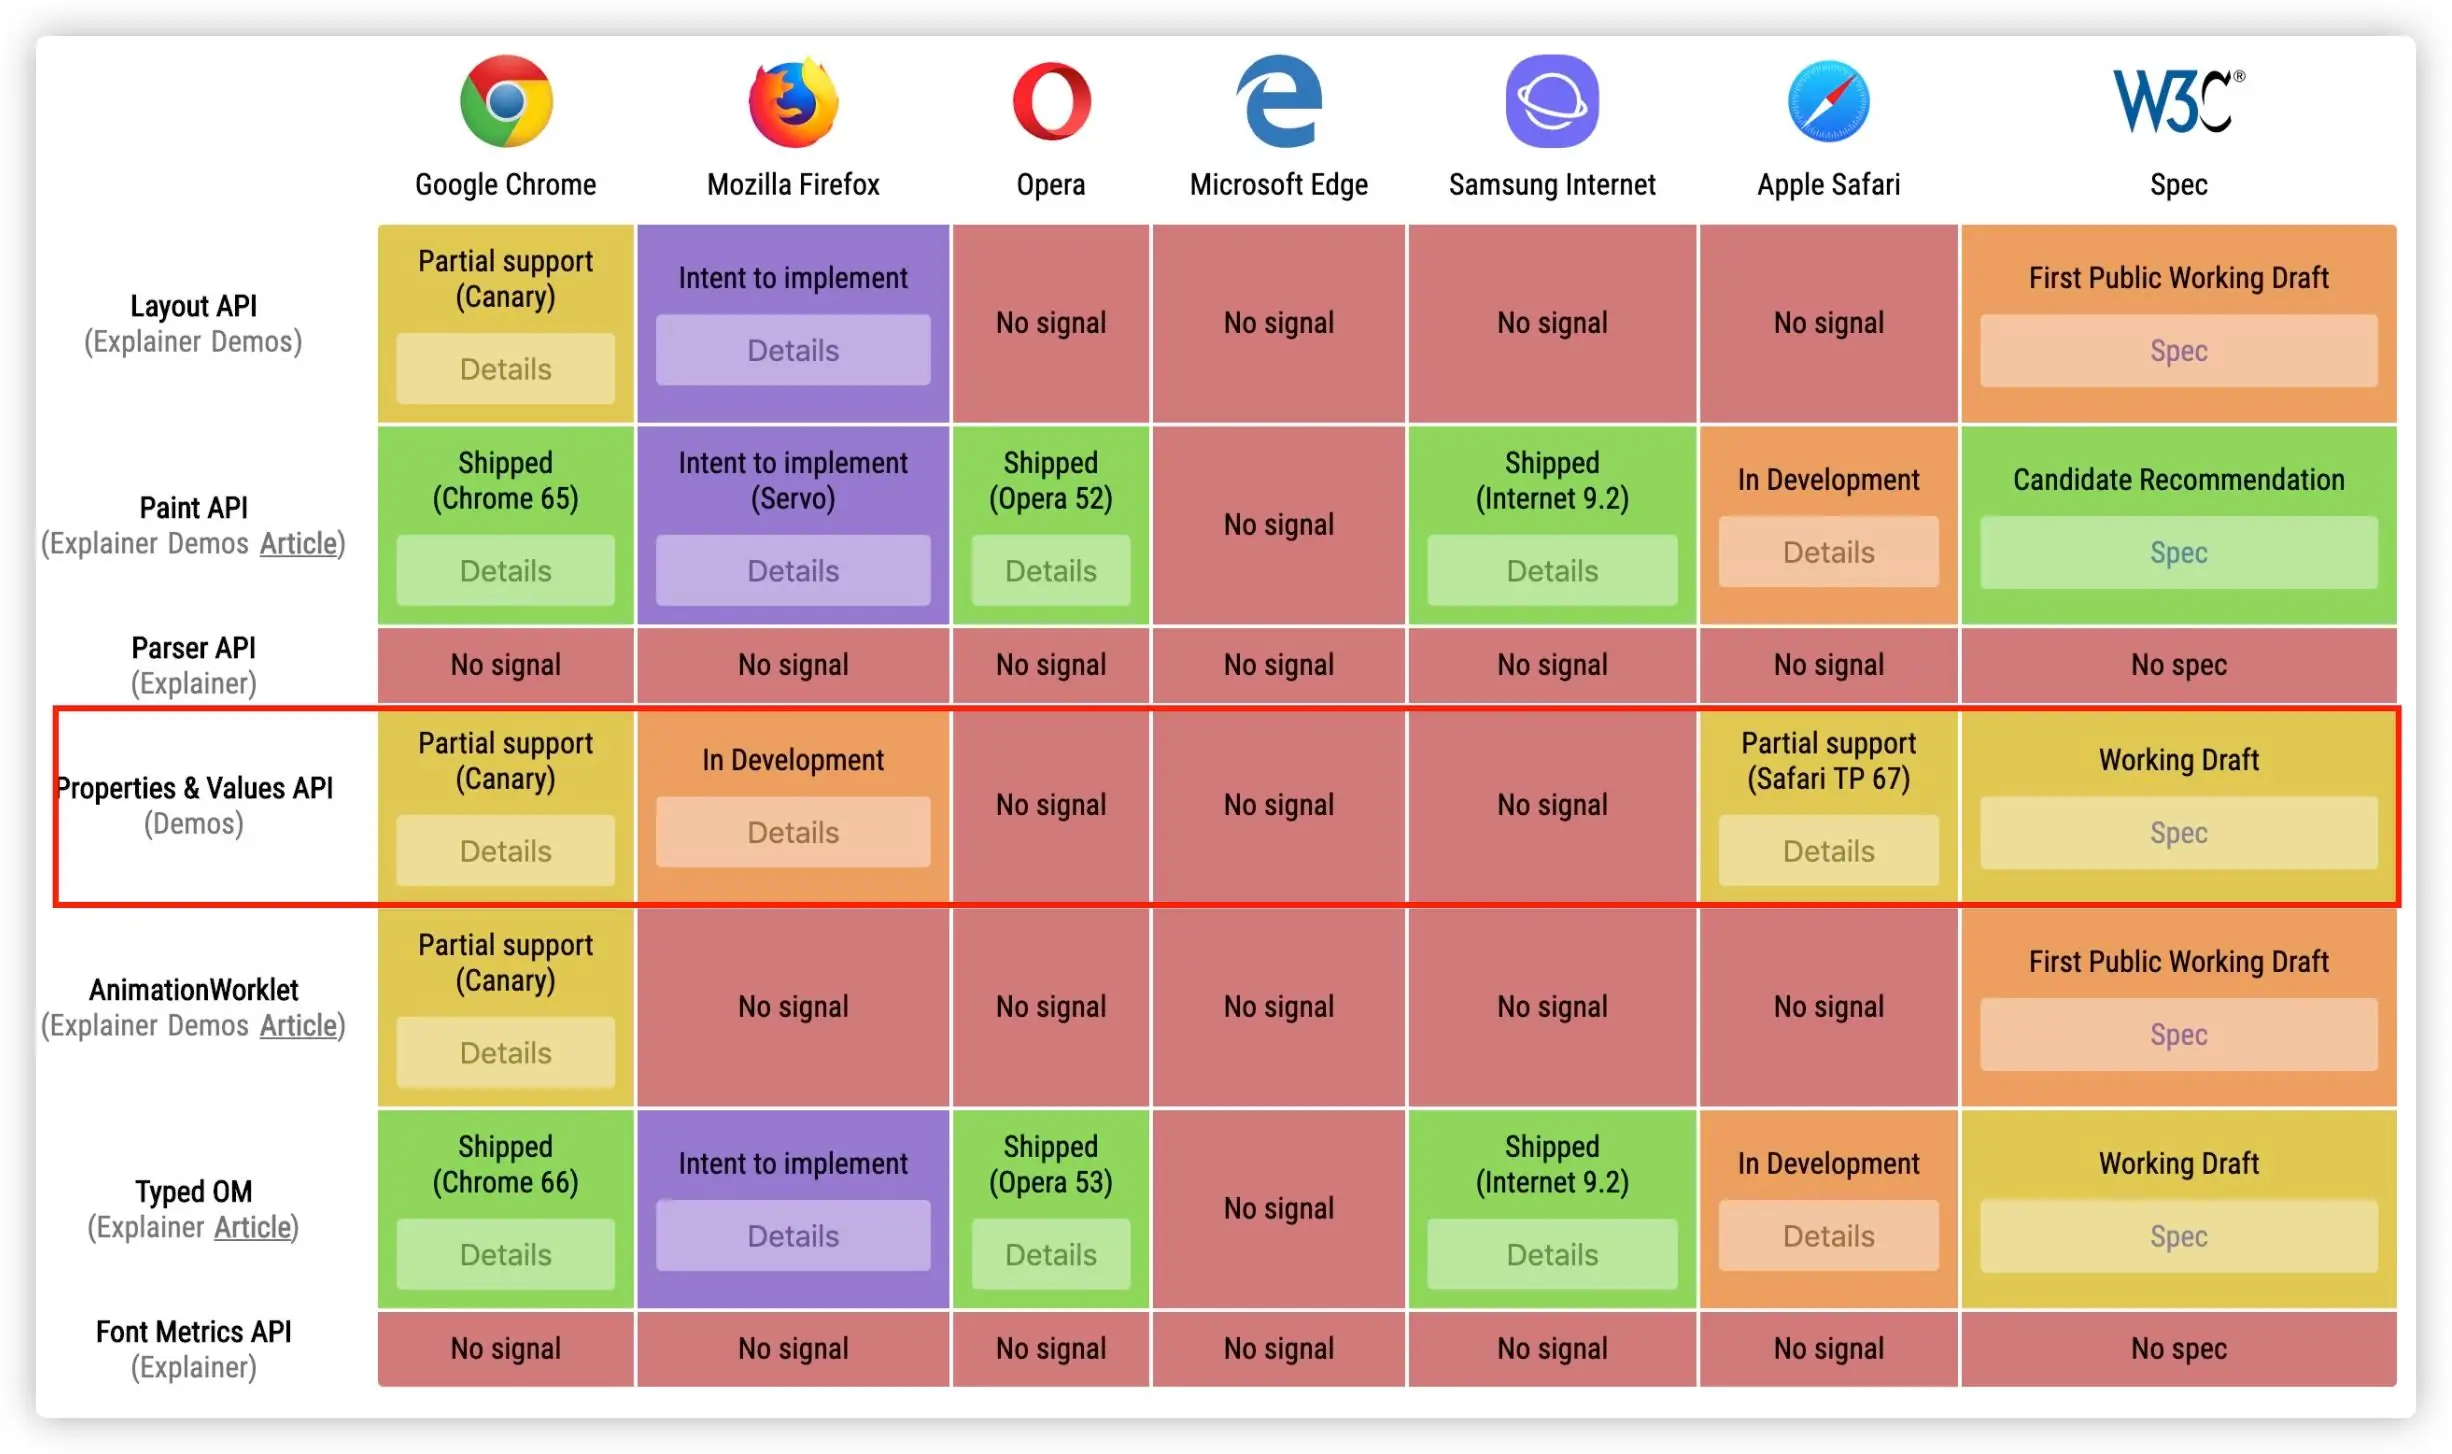 W3C®
Google Chrome Mozilla Firefox Opera Microsoft Edge Samsung Internet Apple Safari Spec
Layout API
(Explainer Demos)
Partial support
(Canary)
Details
Intent to implement
Details
No signal
No signal
No signal
No signal
First Public Working Draft
Spec
Paint API
(Explainer Demos Article)
Shipped
(Chrome 65)
Details
Intent to implement
(Servo)
Details
Shipped
(Opera 52)
Details
No signal
Shipped
(Internet 9.2)
Details
In Development
Details
Candidate Recommendation
Spec
Parser API
(Explainer)
No signal
No signal
No signal
No signal
No signal
No signal
No spec
Properties & Values API
(Demos)
Partial support
(Canary)
Details
In Development
Details
No signal
No signal
No signal
Partial support
(Safari TP 67)
Details
Working Draft
Spec
AnimationWorklet
(Explainer Demos Article)
Partial support
(Canary)
Details
No signal
No signal
No signal
No signal
No signal
First Public Working Draft
Spec
Typed OM
(Explainer Article)
Shipped
(Chrome 66)
Details
Intent to implement
Details
Shipped
(Opera 53)
Details
No signal
Shipped
(Internet 9.2)
Details
In Development
Details
Working Draft
Spec
Font Metrics API
(Explainer)
No signal
No signal
No signal
No signal
No signal
No signal
No spec